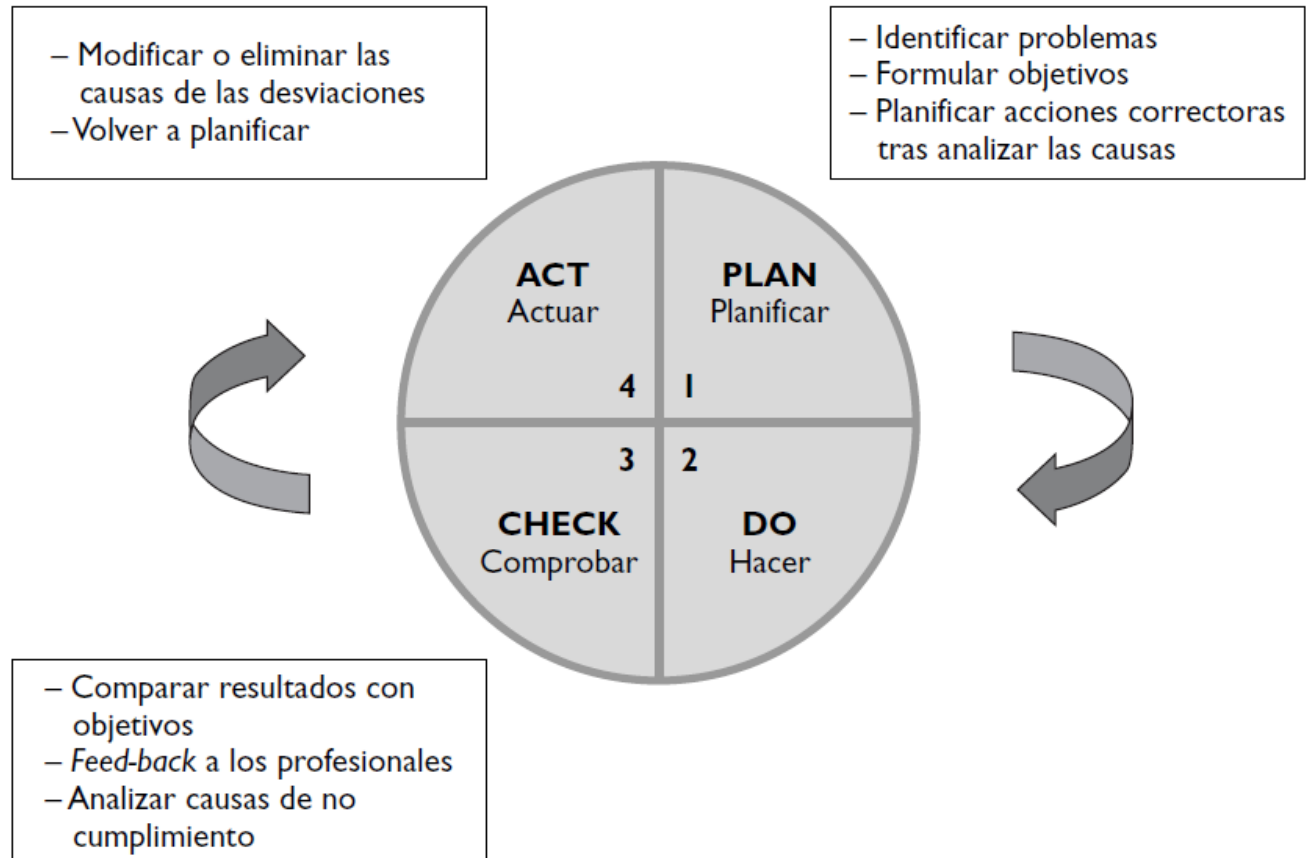 – Modificar o eliminar las
causas de las desviaciones
– Volver a planificar
– Identificar problemas
– Formular objetivos
– Planificar acciones correctoras
tras analizar las causas
ACT
Actuar
PLAN
Planificar
4
1
3
2
CHECK
Comprobar
DO
Hacer
– Comparar resultados con
objetivos
– Feed-back a los profesionales
– Analizar causas de no
cumplimiento